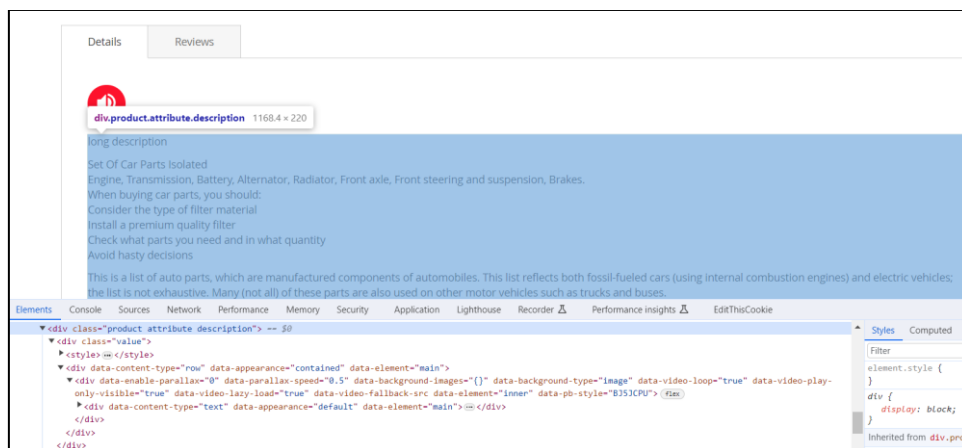 Details
Reviews
div.product.attribute.description 1168.4 × 220
long description
Set Of Car Parts Isolated
Engine, Transmission, Battery, Alternator, Radiator, Front axle, Front steering and suspension, Brakes.
When buying car parts, you should:
Consider the type of filter material
Install a premium quality filter
Check what parts you need and in what quantity
Avoid hasty decisions
This is a list of auto parts, which are manufactured components of automobiles. This list reflects both fossil-fueled cars (using internal combustion engines) and electric vehicles;
the list is not exhaustive. Many (not all) of these parts are also used on other motor vehicles such as trucks and buses.
Elements Console Sources Network Performance Memory Security Application Lighthouse Recorder Performance insights EditThisCookie
<div class="product attribute description"> == $0
<div class="value">
<style>…</style>
<div data-content-type="row" data-appearance="contained" data-element="main">
<div data-enable-parallax="0" data-parallax-speed="0.5" data-background-images="{}" data-background-type="image" data-video-loop="true" data-video-play-
only-visible="true" data-video-lazy-load="true" data-video-fallback-src data-element="inner" data-pb-style="BJ5JCPU"> flex
<div data-content-type="text" data-appearance="default" data-element="main">…</div>
</div>
</div>
</div>
Styles Computed
Filter
element.style {
}
div {
display: block;
}
Inherited from div.pro